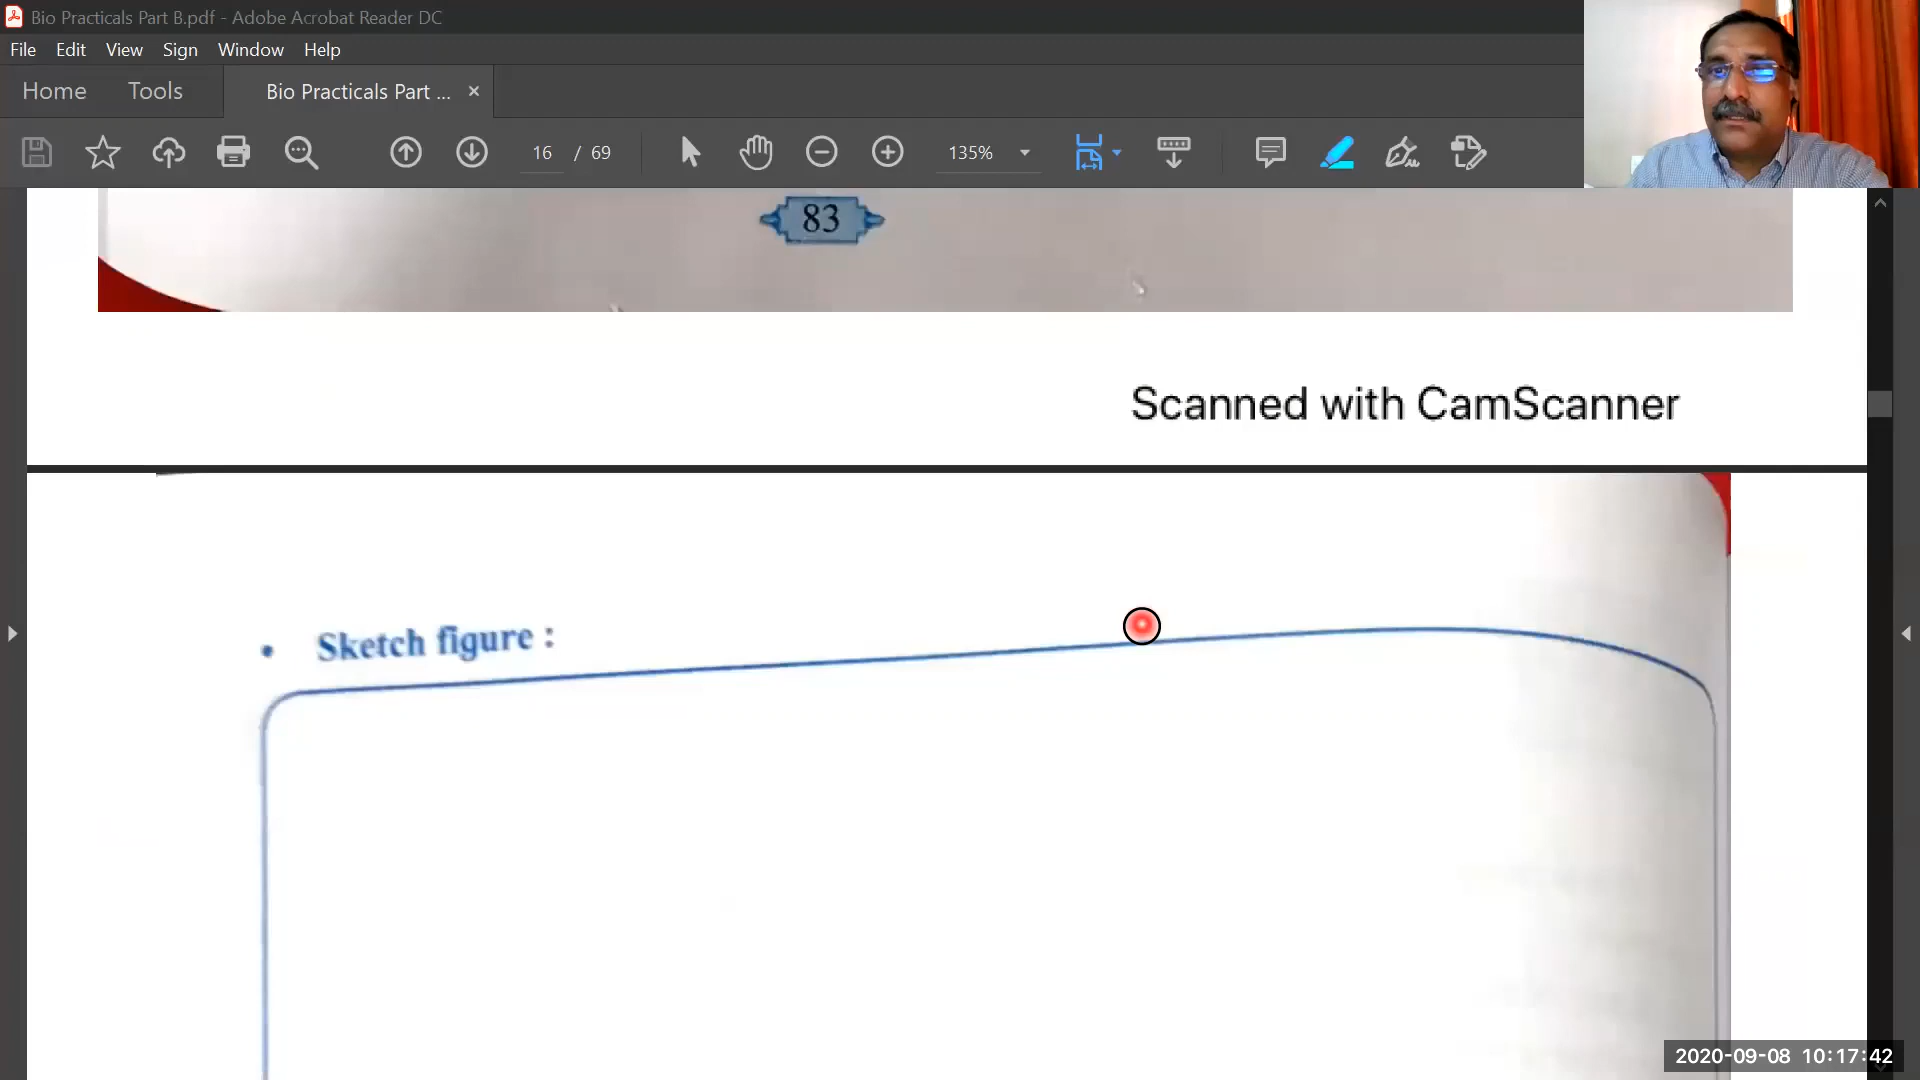 Bio Practicals Part B.pdf - Adobe Acrobat Reader DC
File Edit View Sign Window Help
Home Tools Bio Practicals Part ... ×
16 / 69 135%
83
Scanned with CamScanner
• Sketch figure :
2020-09-08 10:17:42